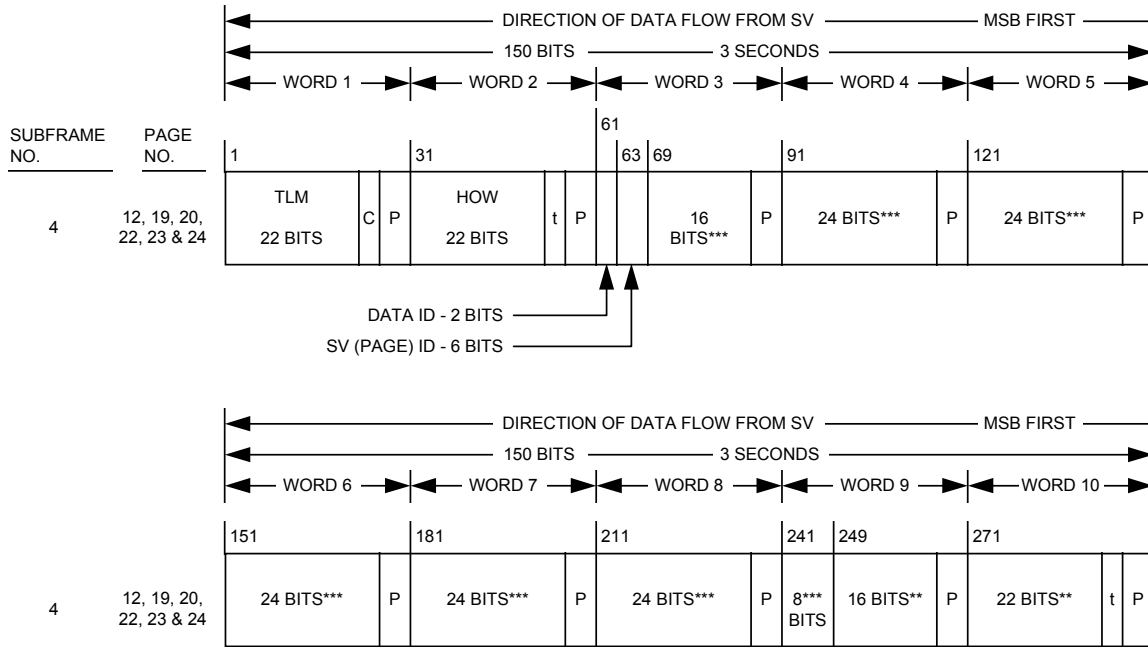 DIRECTION OF DATA FLOW FROM SV MSB FIRST
150 BITS 3 SECONDS
WORD 1 WORD 2 WORD 3 WORD 4 WORD 5
SUBFRAME NO. PAGE NO.
1 31 61 63 69 91 121
4 12, 19, 20, 22, 23 & 24
TLM
22 BITS
C P
HOW
22 BITS
t P
16
BITS***
P
24 BITS*** P
24 BITS*** P
DATA ID - 2 BITS
SV (PAGE) ID - 6 BITS
DIRECTION OF DATA FLOW FROM SV MSB FIRST
150 BITS 3 SECONDS
WORD 6 WORD 7 WORD 8 WORD 9 WORD 10
151 181 211 241 249 271
4 12, 19, 20, 22, 23 & 24
24 BITS*** P
24 BITS*** P
24 BITS*** P
8***
BITS
16 BITS** P
22 BITS** t P